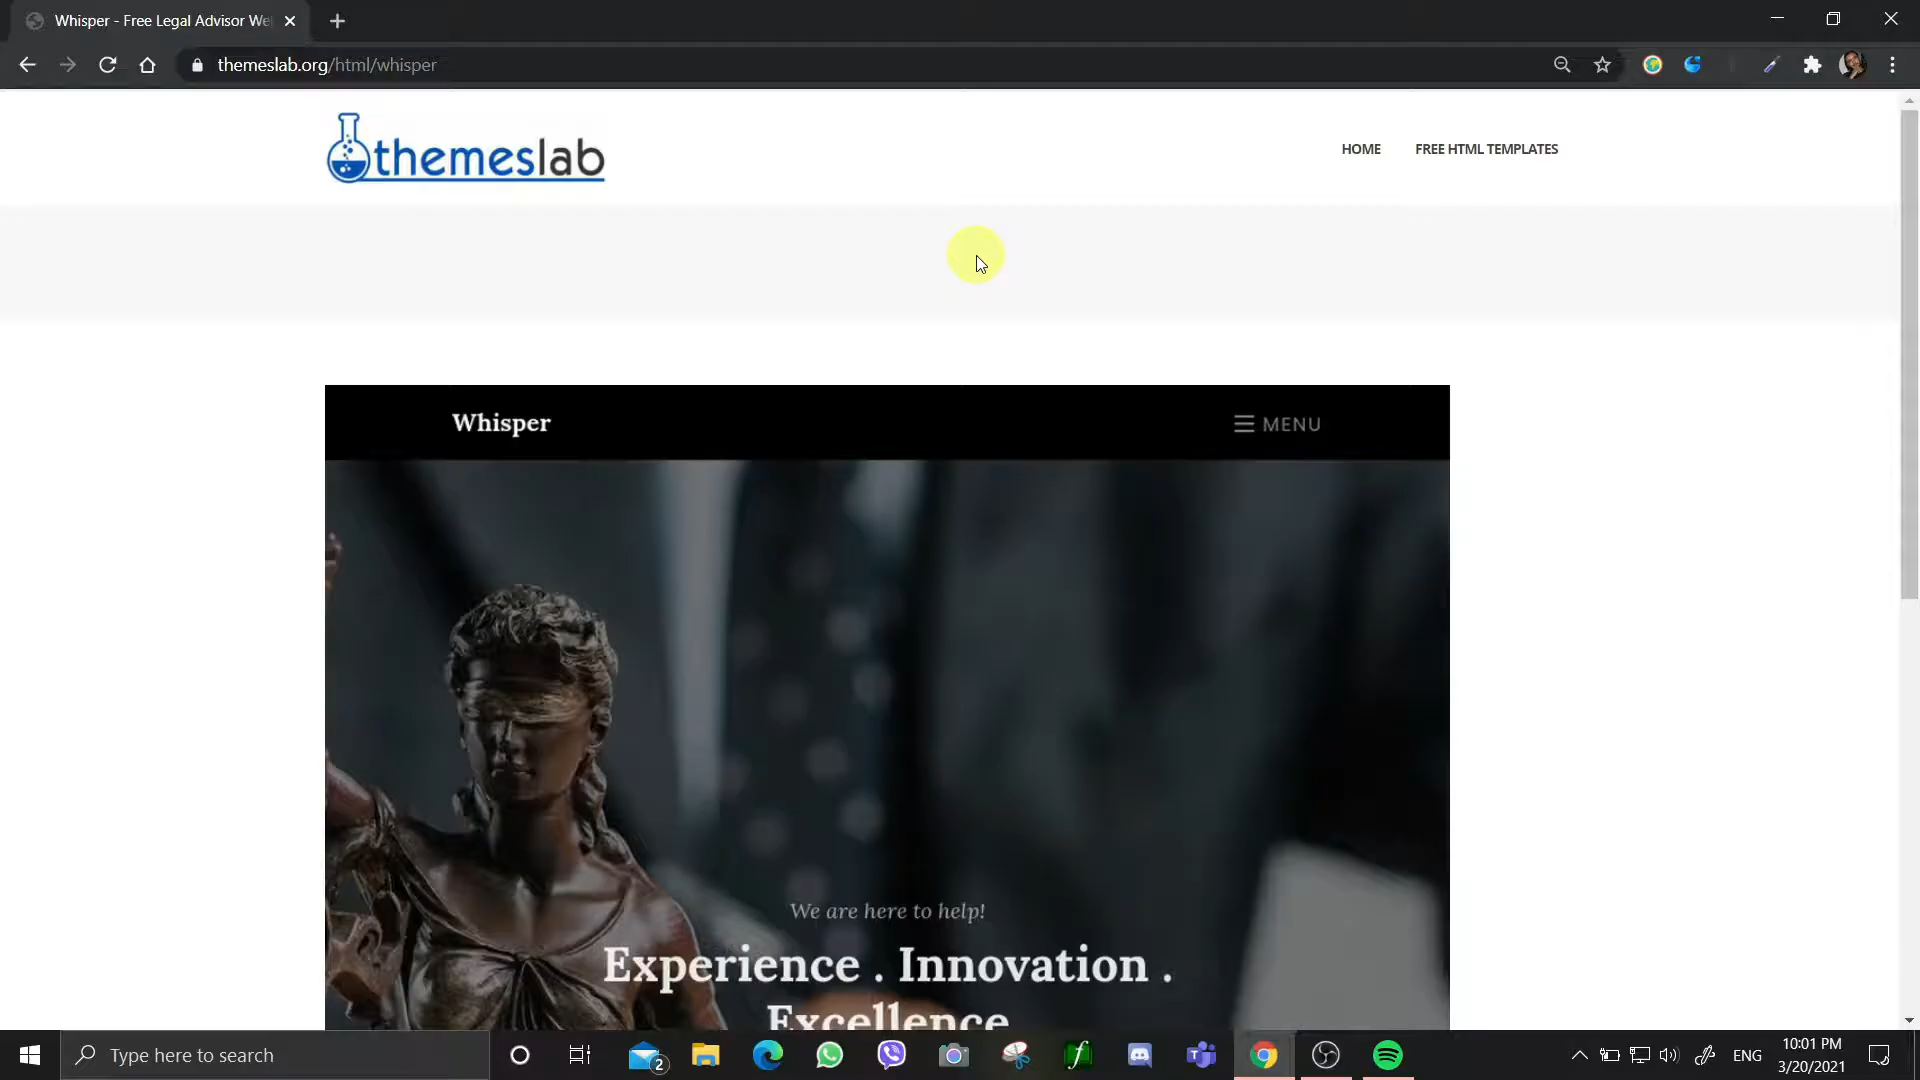 Whisper - Free Legal Advisor We
themeslab.org/html/whisper
themeslab
HOME
FREE HTML TEMPLATES
Whisper
MENU
We are here to help!
Experience . Innovation .
Excellence
Type here to search
2
ENG
10:01 PM
3/20/2021